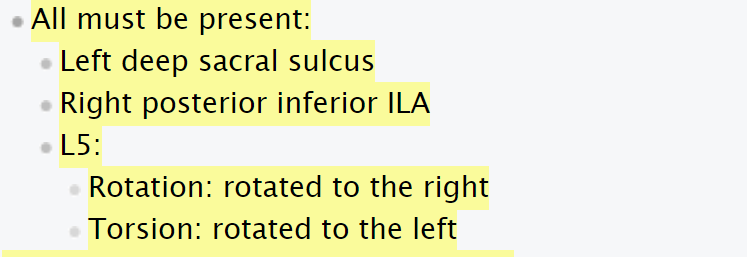 All must be present:
Left deep sacral sulcus
Right posterior inferior ILA
L5:
Rotation: rotated to the right
Torsion: rotated to the left